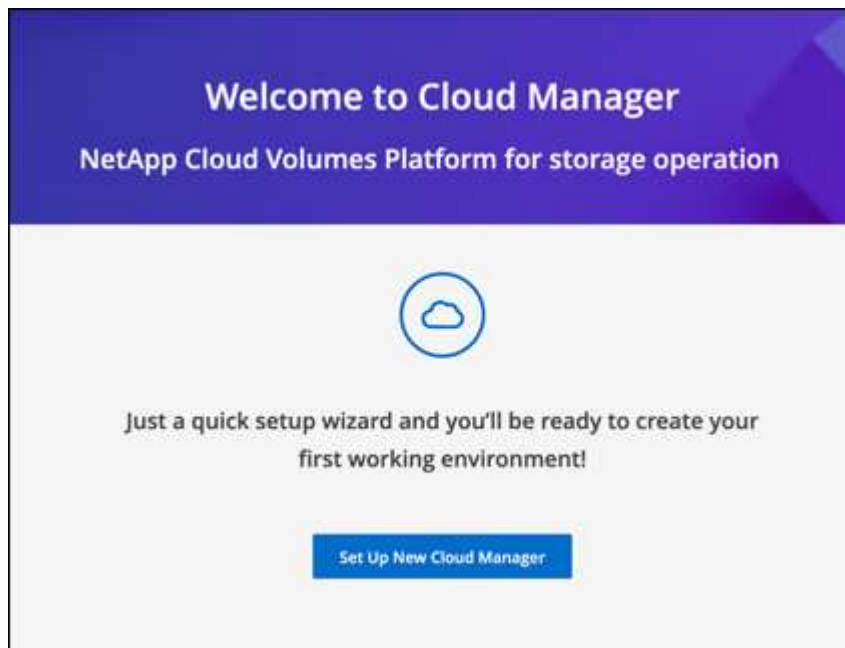 Welcome to Cloud Manager
NetApp Cloud Volumes Platform for storage operation
Just a quick setup wizard and you'll be ready to create your
first working environment!
Set Up New Cloud Manager